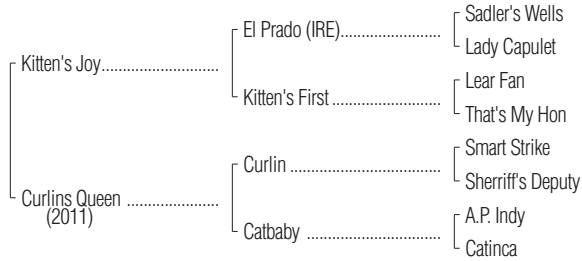 Sadler's Wells
El Prado (IRE)
Lady Capulet
Kitten's Joy
Lear Fan
Kitten's First
That's My Hon
Smart Strike
Curlin
Sherriff's Deputy
Curlins Queen
(2011)
A.P. Indy
Catbaby
Catinca